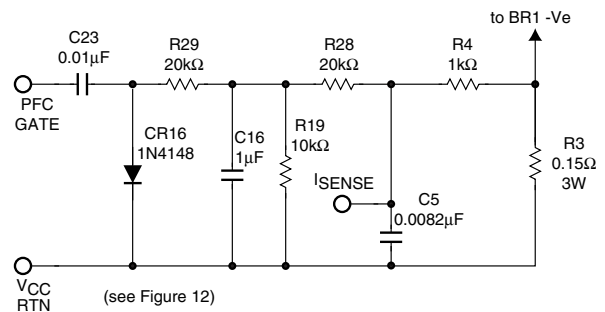 to BR1 -Ve
C23
0.01µF
R29
20kΩ
R28
20kΩ
R4
1kΩ
PFC
GATE
CR16
1N4148
C16
1µF
R19
10kΩ
R3
0.15Ω
3W
ISENSE
C5
0.0082µF
VCC
RTN
(see Figure 12)